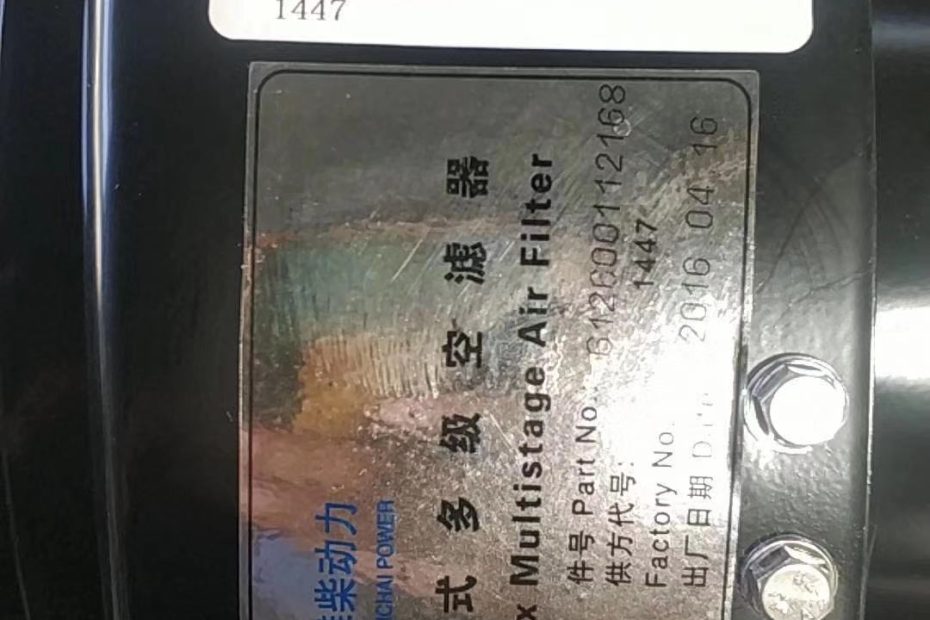 1447
柴动力
CHAI POWER
式多级空滤器
x Multistage Air Filter
件号 Part No. 612600112168
供方代号:
Factory No. 1447
出厂日期 Date 2016 04 16